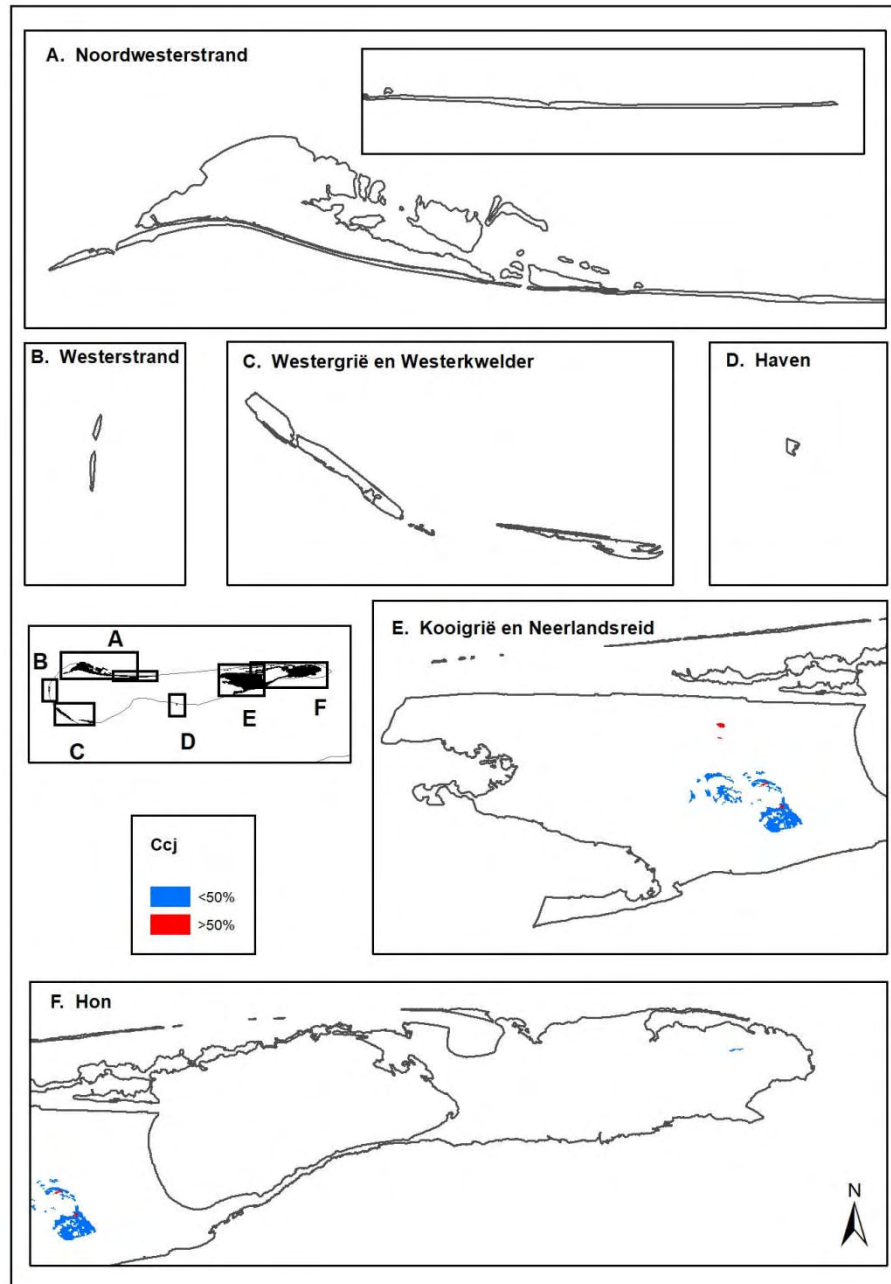 A. Noordwesterstrand
B. Westerstrand
C. Westergrië en Westerkwelder
D. Haven
A
B
C
D
E
F
E. Kooigrië en Neerlandsreid
Ccj
<50%
>50%
F. Hon
N